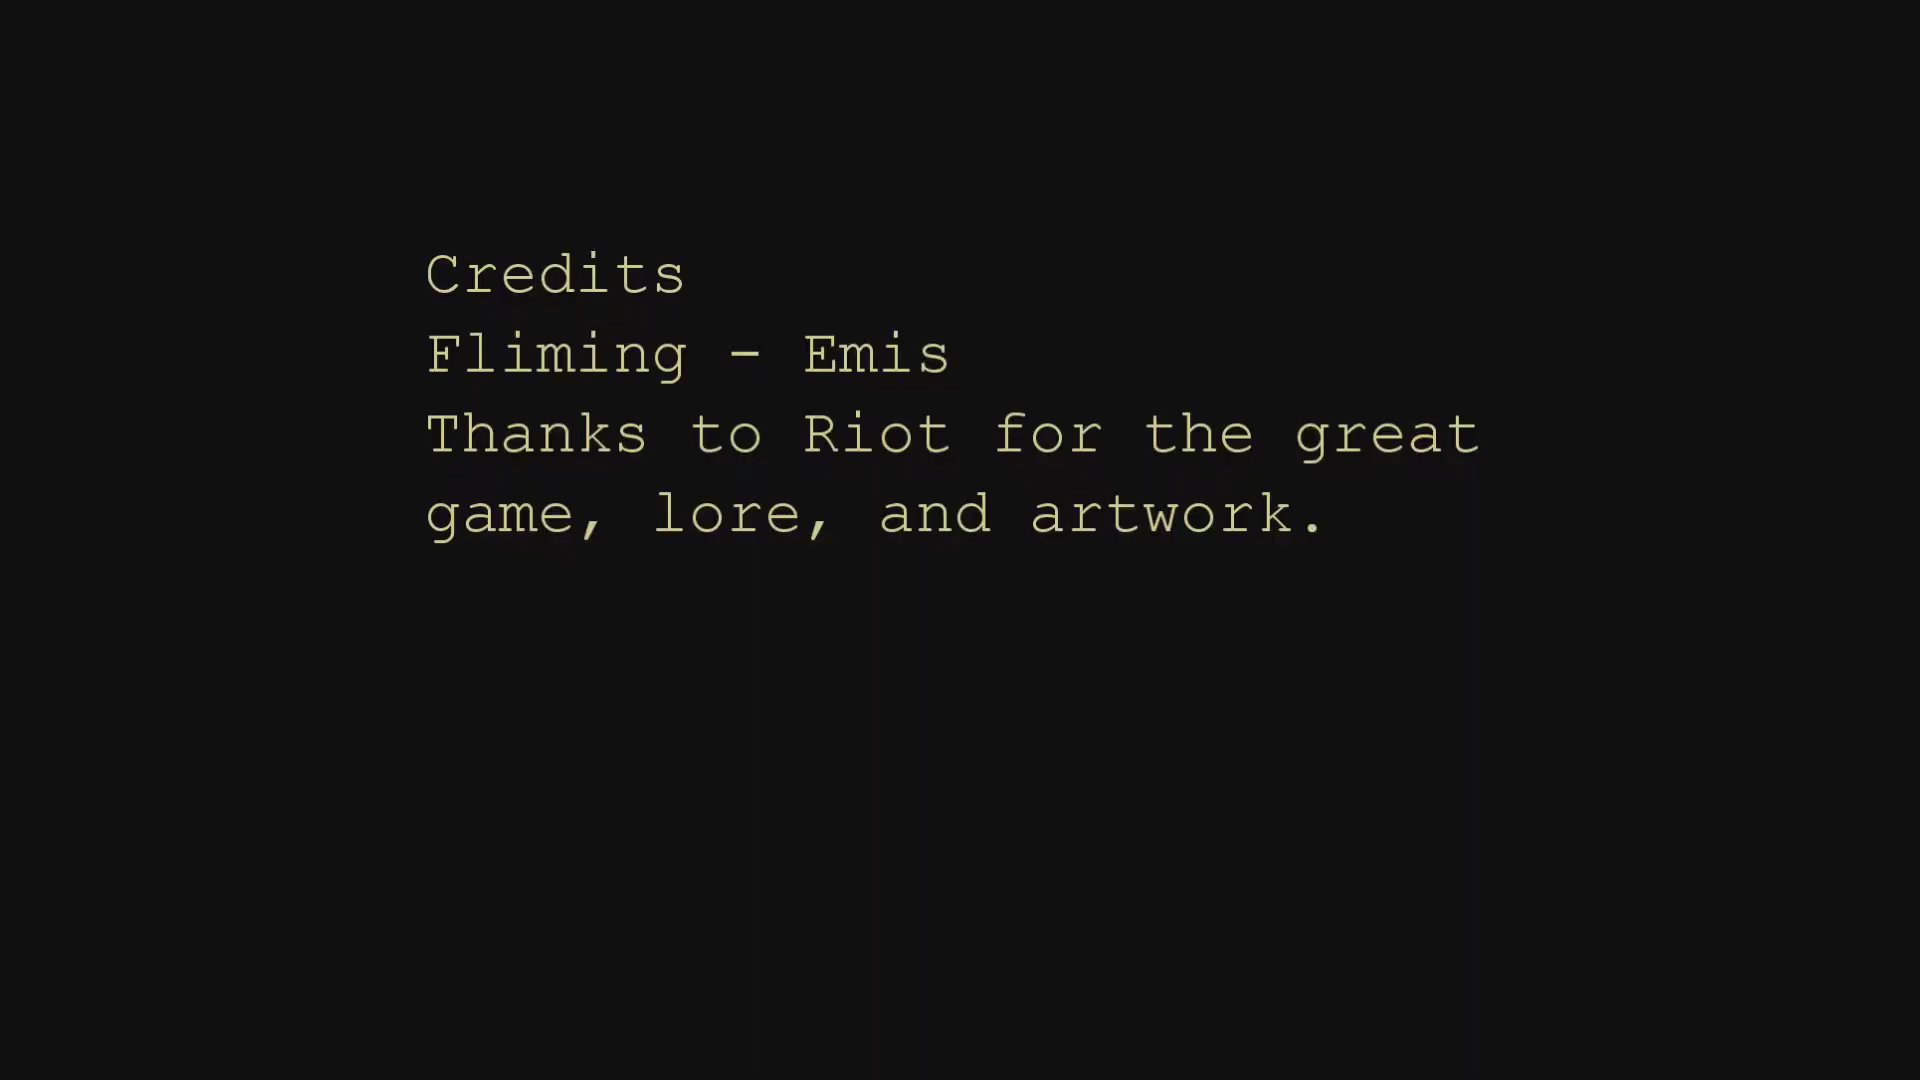 Credits
Fliming - Emis
Thanks to Riot for the great
game, lore, and artwork.